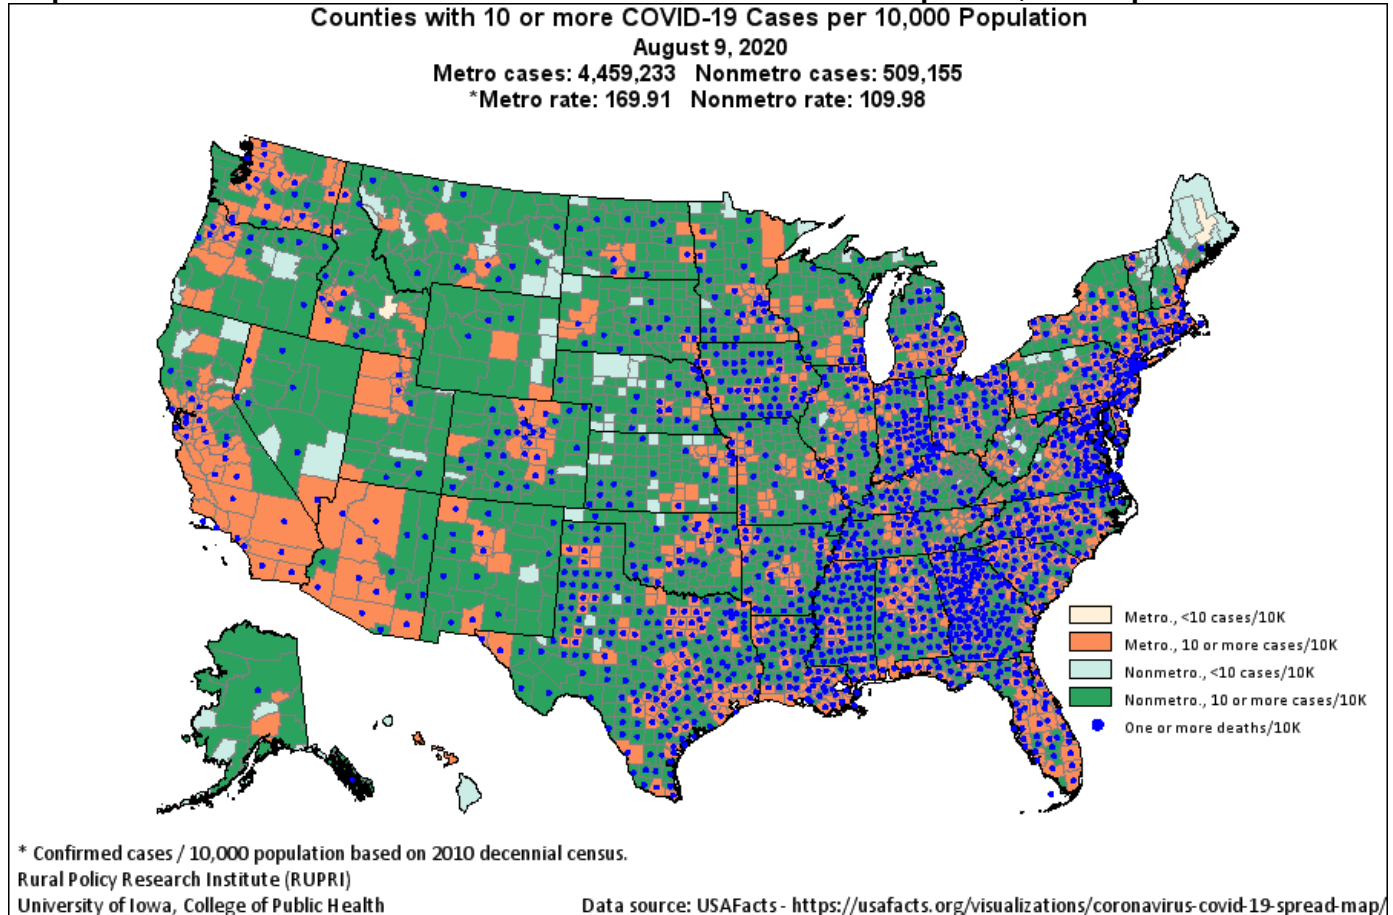 Counties with 10 or more COVID-19 Cases per 10,000 Population
August 9, 2020
Metro cases: 4,459,233 Nonmetro cases: 509,155
*Metro rate: 169.91 Nonmetro rate: 109.98
Metro., <10 cases/10K
Metro., 10 or more cases/10K
Nonmetro., <10 cases/10K
Nonmetro., 10 or more cases/10K
One or more deaths/10K
* Confirmed cases / 10,000 population based on 2010 decennial census.
Rural Policy Research Institute (RUPRI)
University of Iowa, College of Public Health
Data source: USAFacts - https://usafacts.org/visualizations/coronavirus-covid-19-spread-map/